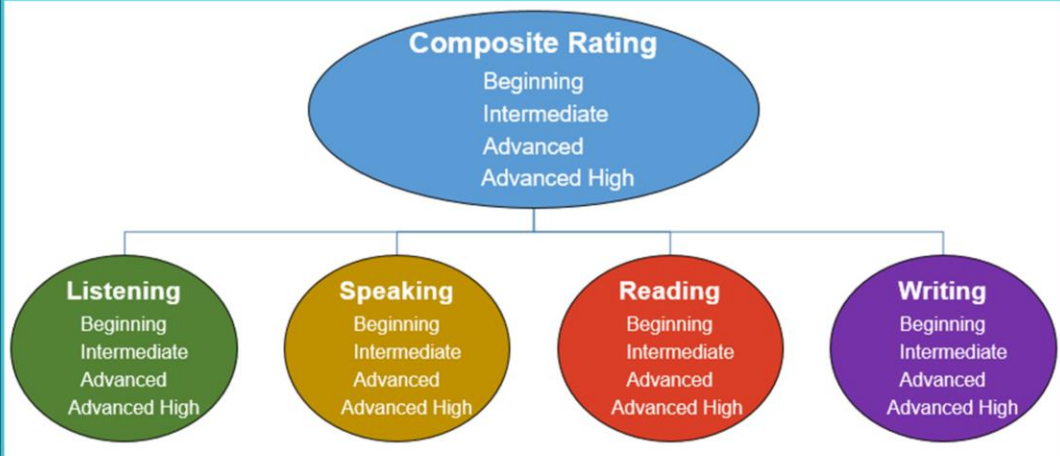 Composite Rating
Beginning
Intermediate
Advanced
Advanced High
Listening
Beginning
Intermediate
Advanced
Advanced High
Speaking
Beginning
Intermediate
Advanced
Advanced High
Reading
Beginning
Intermediate
Advanced
Advanced High
Writing
Beginning
Intermediate
Advanced
Advanced High